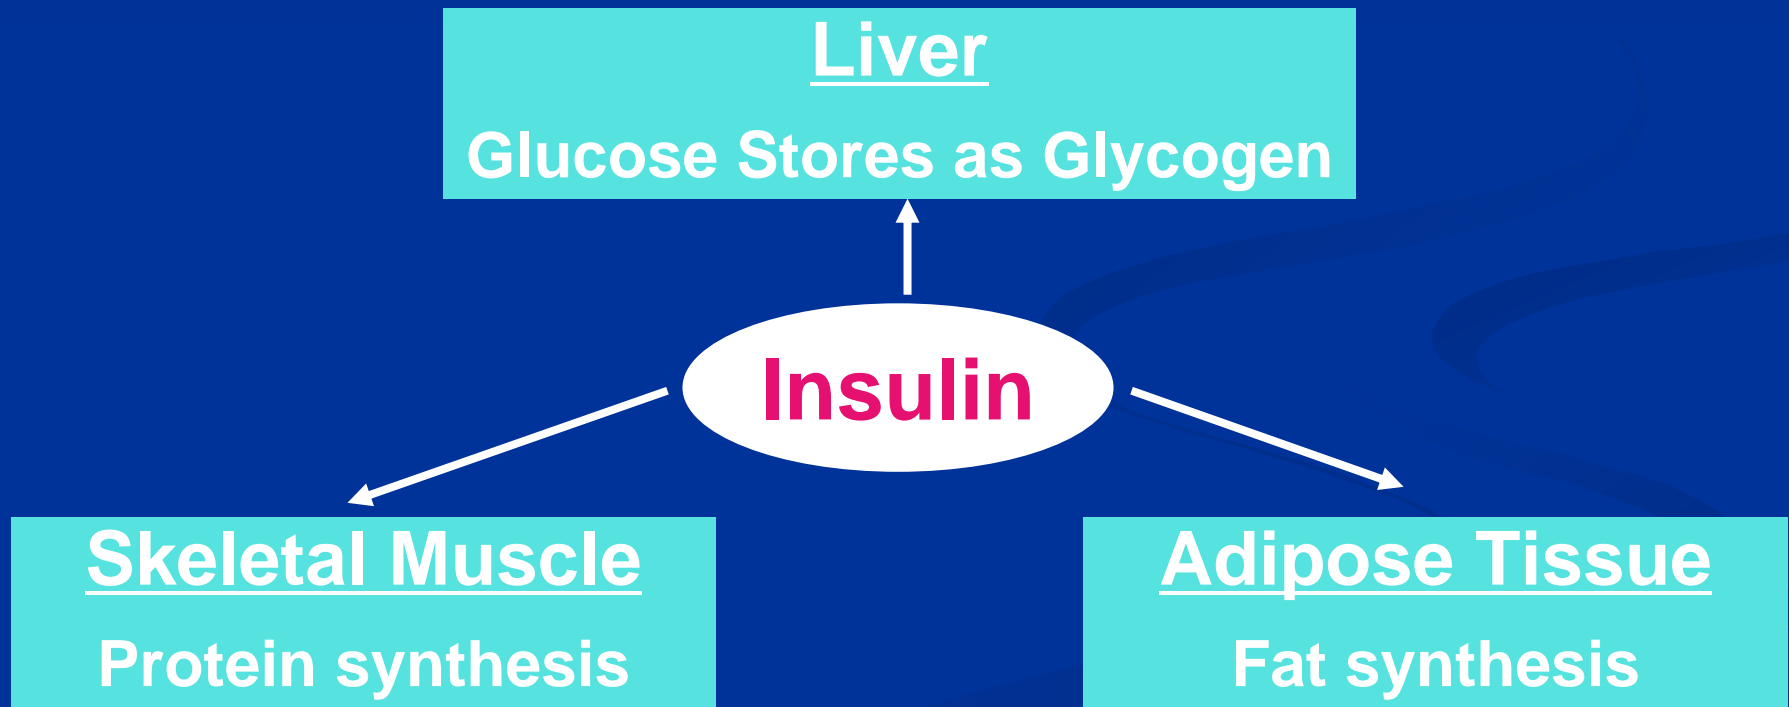 Liver
Glucose Stores as Glycogen
Insulin
Skeletal Muscle
Protein synthesis
Adipose Tissue
Fat synthesis